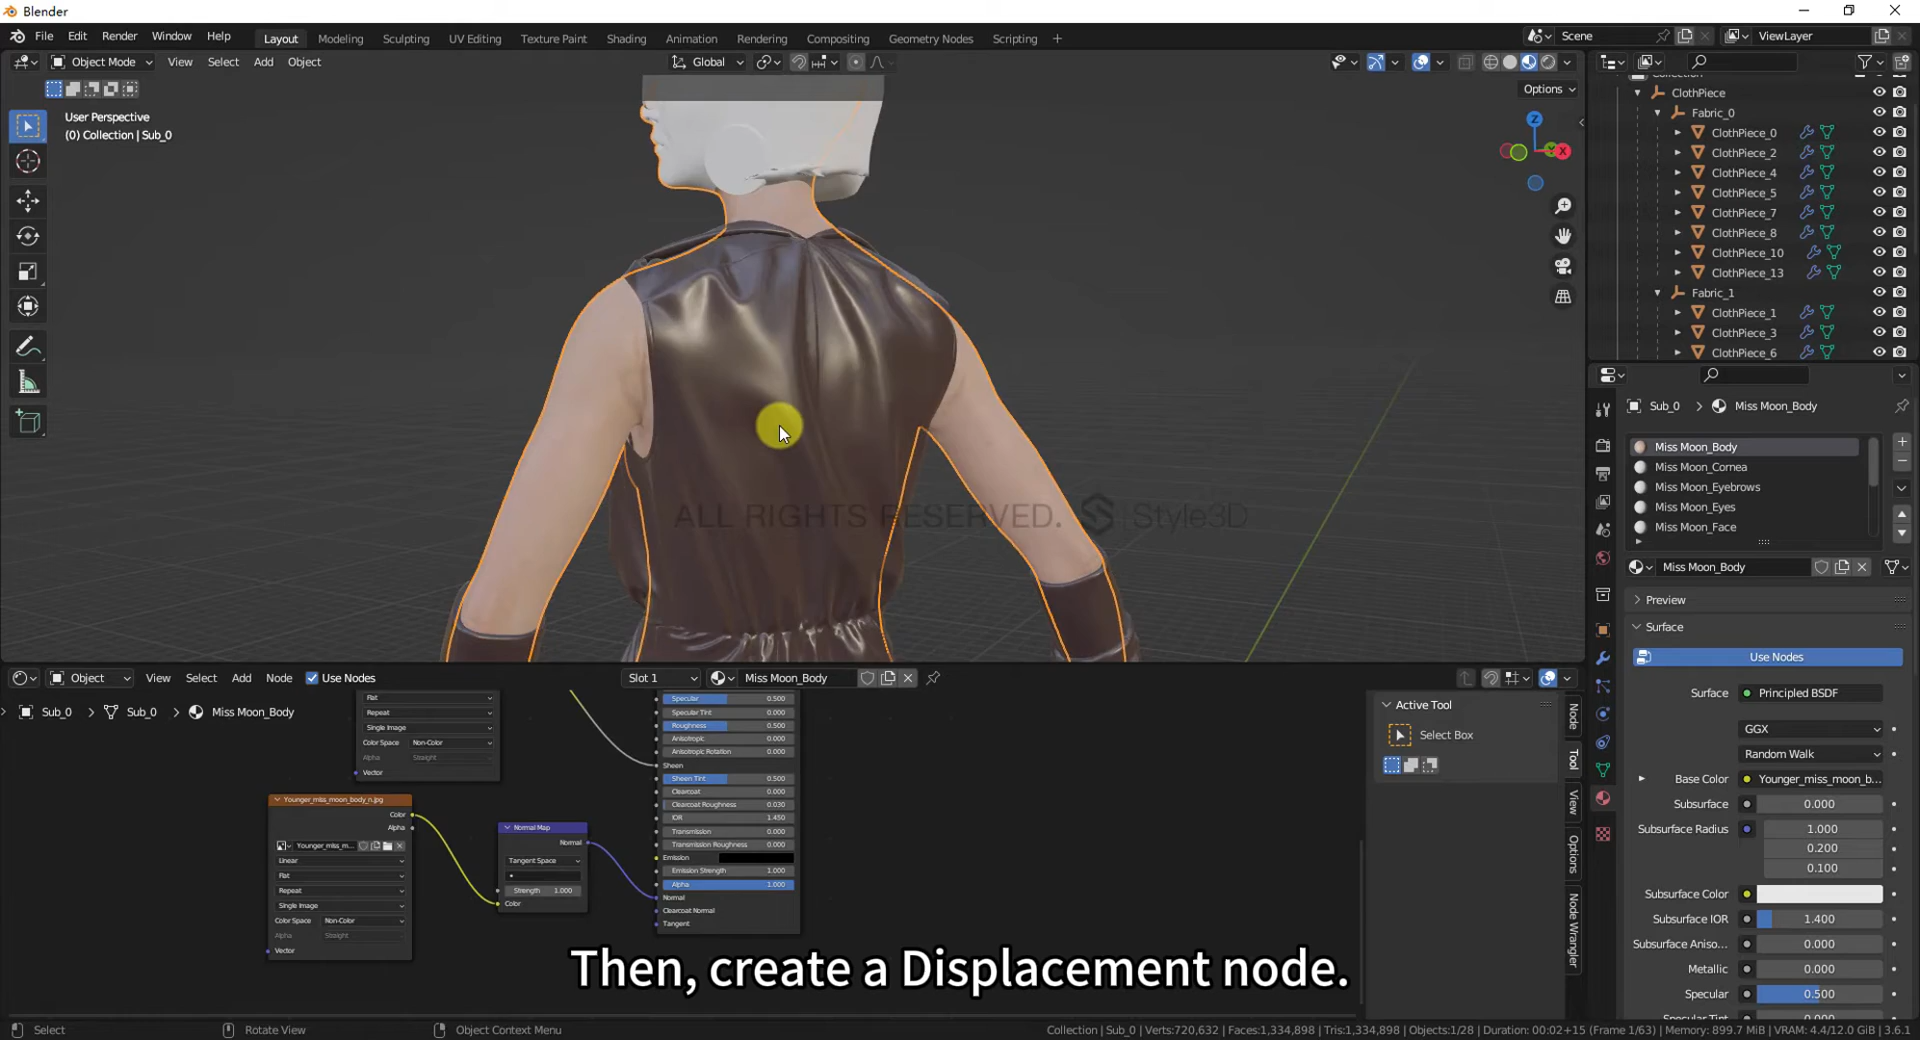 Blender
File Edit Render Window Help
Layout Modeling Sculpting UV Editing Texture Paint Shading Animation Rendering Compositing Geometry Nodes Scripting +
Scene ViewLayer
Object Mode View Select Add Object
Global
Options
User Perspective
(0) Collection | Sub_0
Z
Y X
ALL RIGHTS RESERVED. Style3D
Collection
ClothPiece
Fabric_0
ClothPiece_0
ClothPiece_2
ClothPiece_4
ClothPiece_5
ClothPiece_7
ClothPiece_8
ClothPiece_10
ClothPiece_13
Fabric_1
ClothPiece_1
ClothPiece_3
ClothPiece_6
Sub_0 > Miss Moon_Body
Miss Moon_Body
Miss Moon_Cornea
Miss Moon_Eyebrows
Miss Moon_Eyes
Miss Moon_Face
Miss Moon_Body
Preview
Surface
Use Nodes
Surface Principled BSDF
GGX
Random Walk
Base Color Younger_miss_moon_b...
Subsurface 0.000
Subsurface Radius 1.000
0.200
0.100
Subsurface Color
Subsurface IOR 1.400
Subsurface Aniso... 0.000
Metallic 0.000
Specular 0.500
Specular Tint 0.000
Object View Select Add Node Use Nodes
Slot 1 Miss Moon_Body
Sub_0 > Sub_0 > Miss Moon_Body
Flat
Repeat
Single Image
Color Space Non-Color
Alpha Straight
Vector
Younger_miss_moon_body_n.jpg
Color
Alpha
Younger_miss_m...
Linear
Flat
Repeat
Single Image
Color Space Non-Color
Alpha Straight
Vector
Normal Map
Normal
Tangent Space
Strength 1.000
Color
Specular 0.500
Specular Tint 0.000
Roughness 0.500
Anisotropic 0.000
Anisotropic Rotation 0.000
Sheen
Sheen Tint 0.500
Clearcoat 0.000
Clearcoat Roughness 0.030
IOR 1.450
Transmission 0.000
Transmission Roughness 0.000
Emission
Emission Strength 1.000
Alpha 1.000
Normal
Clearcoat Normal
Tangent
Active Tool
Select Box
Node
Tool
View
Options
Node Wrangler
Then, create a Displacement node.
Select Rotate View Object Context Menu
Collection | Sub_0 | Verts:720,632 | Faces:1,334,898 | Tris:1,334,898 | Objects:1/28 | Duration: 00:02+15 (Frame 1/63) | Memory: 899.7 MiB | VRAM: 4.4/12.0 GiB | 3.6.1